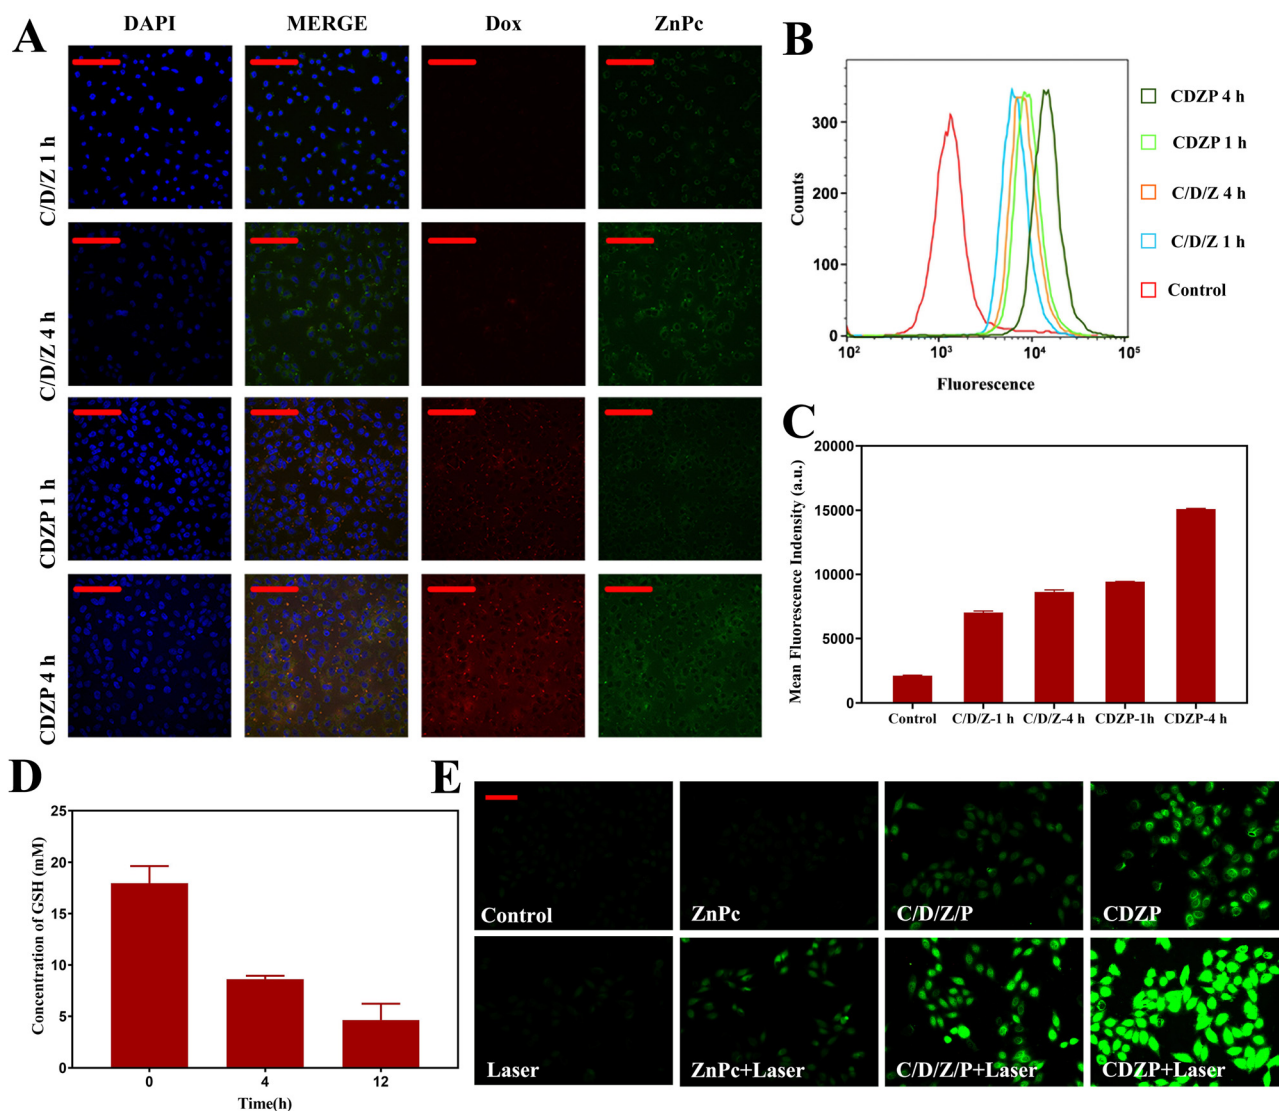 A
DAPI
MERGE
Dox
ZnPc
C/D/Z 1 h
C/D/Z 4 h
CDZP 1 h
CDZP 4 h
B
Counts
300
200
100
0
10²
10³
10⁴
10⁵
Fluorescence
CDZP 4 h
CDZP 1 h
C/D/Z 4 h
C/D/Z 1 h
Control
C
Mean Fluorescence Indensity (a.u.)
20000
15000
10000
5000
0
Control
C/D/Z-1 h
C/D/Z-4 h
CDZP-1h
CDZP-4 h
D
Concentration of GSH (mM)
25
20
15
10
5
0
0
4
12
Time(h)
E
Control
ZnPc
C/D/Z/P
CDZP
Laser
ZnPc+Laser
C/D/Z/P+Laser
CDZP+Laser